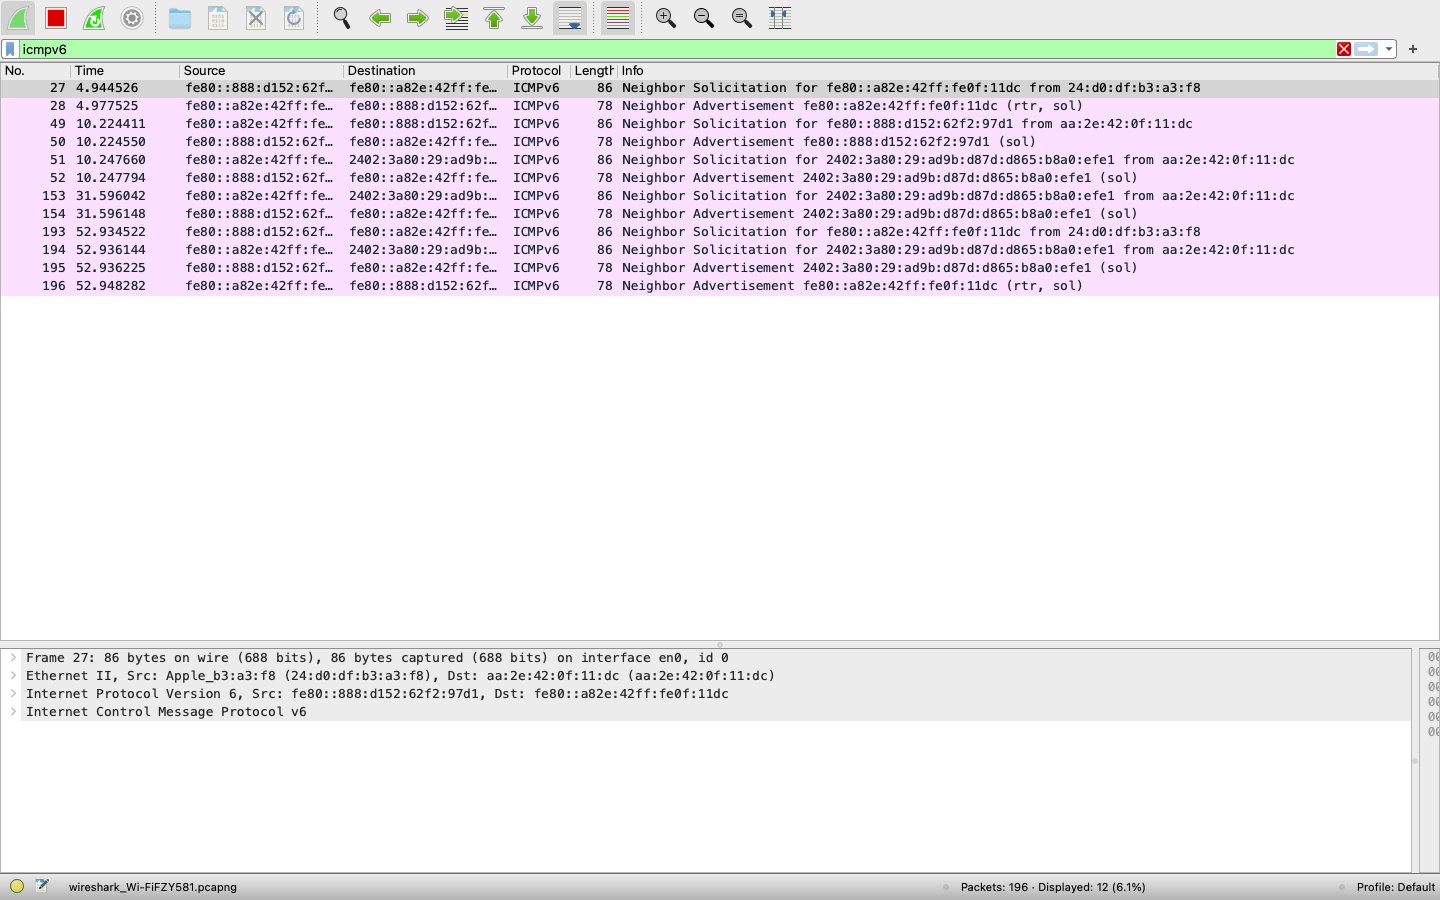 icmpv6
No. Time Source Destination Protocol Length Info
27 4.944526 fe80::888:d152:62f… fe80::a82e:42ff:fe… ICMPv6 86 Neighbor Solicitation for fe80::a82e:42ff:fe0f:11dc from 24:d0:df:b3:a3:f8
28 4.977525 fe80::a82e:42ff:fe… fe80::888:d152:62f… ICMPv6 78 Neighbor Advertisement fe80::a82e:42ff:fe0f:11dc (rtr, sol)
49 10.224411 fe80::a82e:42ff:fe… fe80::888:d152:62f… ICMPv6 86 Neighbor Solicitation for fe80::888:d152:62f2:97d1 from aa:2e:42:0f:11:dc
50 10.224550 fe80::888:d152:62f… fe80::a82e:42ff:fe… ICMPv6 78 Neighbor Advertisement fe80::888:d152:62f2:97d1 (sol)
51 10.247660 fe80::a82e:42ff:fe… 2402:3a80:29:ad9b:… ICMPv6 86 Neighbor Solicitation for 2402:3a80:29:ad9b:d87d:d865:b8a0:efe1 from aa:2e:42:0f:11:dc
52 10.247794 fe80::888:d152:62f… fe80::a82e:42ff:fe… ICMPv6 78 Neighbor Advertisement 2402:3a80:29:ad9b:d87d:d865:b8a0:efe1 (sol)
153 31.596042 fe80::a82e:42ff:fe… 2402:3a80:29:ad9b:… ICMPv6 86 Neighbor Solicitation for 2402:3a80:29:ad9b:d87d:d865:b8a0:efe1 from aa:2e:42:0f:11:dc
154 31.596148 fe80::888:d152:62f… fe80::a82e:42ff:fe… ICMPv6 78 Neighbor Advertisement 2402:3a80:29:ad9b:d87d:d865:b8a0:efe1 (sol)
193 52.934522 fe80::888:d152:62f… fe80::a82e:42ff:fe… ICMPv6 86 Neighbor Solicitation for fe80::a82e:42ff:fe0f:11dc from 24:d0:df:b3:a3:f8
194 52.936144 fe80::a82e:42ff:fe… 2402:3a80:29:ad9b:… ICMPv6 86 Neighbor Solicitation for 2402:3a80:29:ad9b:d87d:d865:b8a0:efe1 from aa:2e:42:0f:11:dc
195 52.936225 fe80::888:d152:62f… fe80::a82e:42ff:fe… ICMPv6 78 Neighbor Advertisement 2402:3a80:29:ad9b:d87d:d865:b8a0:efe1 (sol)
196 52.948282 fe80::a82e:42ff:fe… fe80::888:d152:62f… ICMPv6 78 Neighbor Advertisement fe80::a82e:42ff:fe0f:11dc (rtr, sol)
Frame 27: 86 bytes on wire (688 bits), 86 bytes captured (688 bits) on interface en0, id 0
Ethernet II, Src: Apple_b3:a3:f8 (24:d0:df:b3:a3:f8), Dst: aa:2e:42:0f:11:dc (aa:2e:42:0f:11:dc)
Internet Protocol Version 6, Src: fe80::888:d152:62f2:97d1, Dst: fe80::a82e:42ff:fe0f:11dc
Internet Control Message Protocol v6
wireshark_Wi-FiFZY581.pcapng
Packets: 196 · Displayed: 12 (6.1%)
Profile: Default